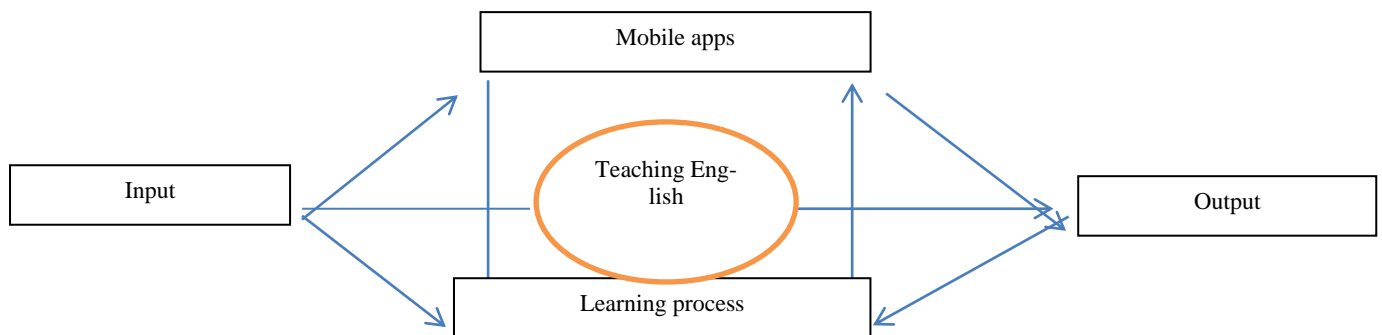 Mobile apps
Input
Teaching Eng-
lish
Output
Learning process